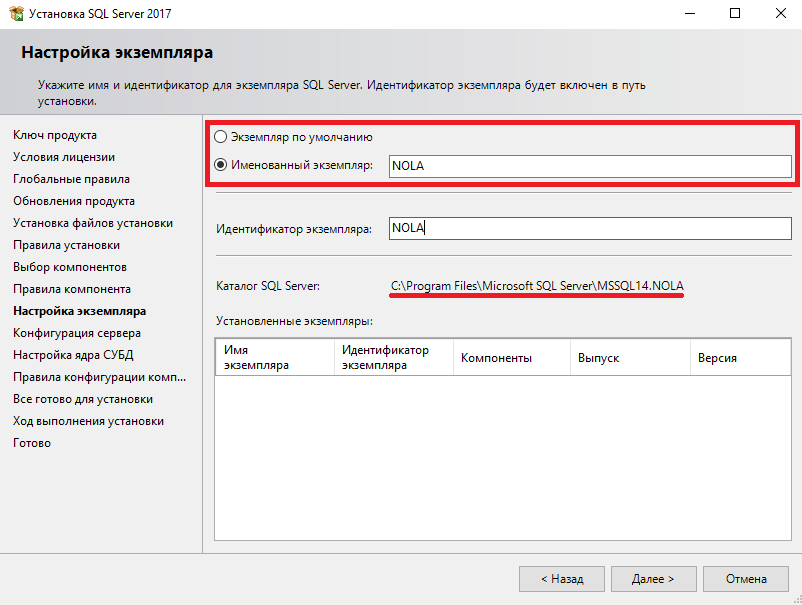 Установка SQL Server 2017
Настройка экземпляра
Укажите имя и идентификатор для экземпляра SQL Server. Идентификатор экземпляра будет включен в путь
установки.
Ключ продукта
Условия лицензии
Глобальные правила
Обновления продукта
Установка файлов установки
Правила установки
Выбор компонентов
Правила компонента
Настройка экземпляра
Конфигурация сервера
Настройка ядра СУБД
Правила конфигурации комп...
Все готово для установки
Ход выполнения установки
Готово
Экземпляр по умолчанию
Именованный экземпляр: NOLA
Идентификатор экземпляра: NOLA
Каталог SQL Server: C:\Program Files\Microsoft SQL Server\MSSQL14.NOLA
Установленные экземпляры:
Имя
экземпляра
Идентификатор
экземпляра
Компоненты
Выпуск
Версия
< Назад
Далее >
Отмена